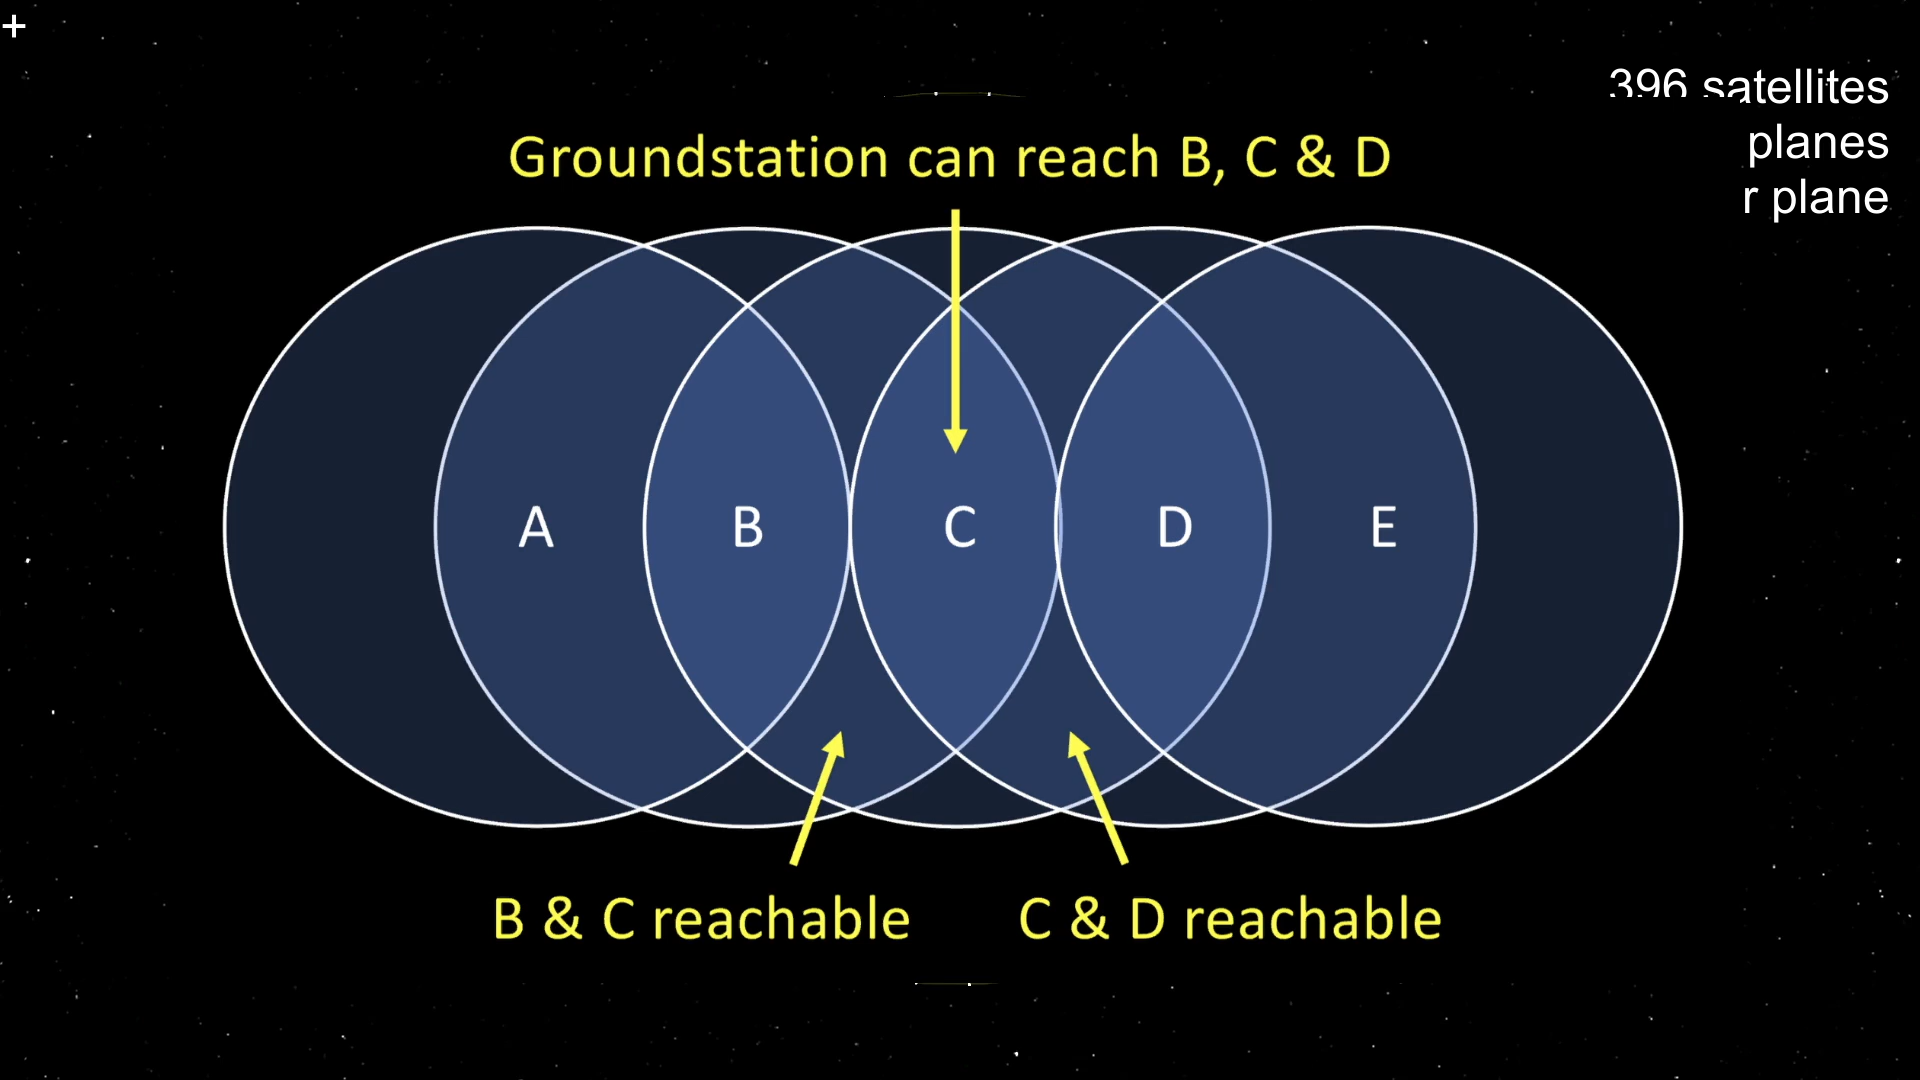 +
396 satellites
planes
r plane
Groundstation can reach B, C & D
A B C D E
B & C reachable
C & D reachable